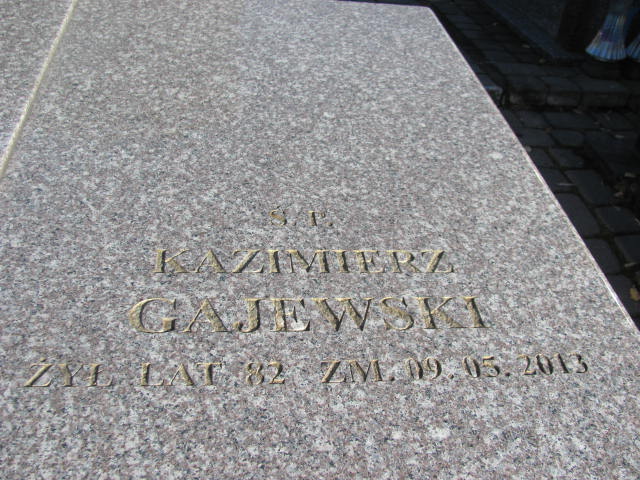 Ś. P.
KAZIMIERZ
GAJEWSKI
ŻYŁ LAT 82 ZM. 09. 05. 2013